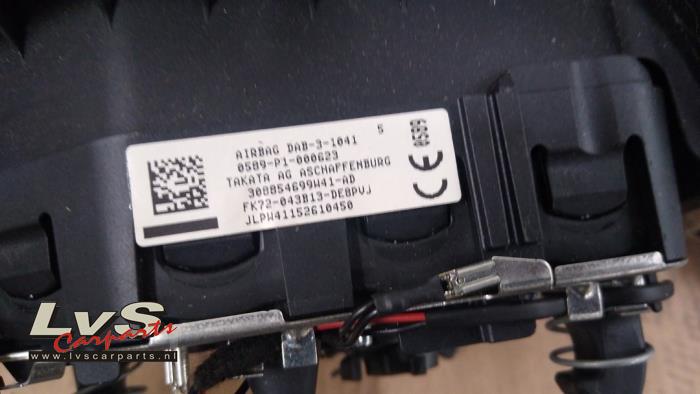 AIRBAG DAB-3-1041
5
0589-P1-000623
TAKATA AG ASCHAFFENBURG
308854699W41-AD
FK72-043B13-DE8PVJ
JLPW41152610450
CE 0589
LvS
Carparts
www.lvscarparts.nl